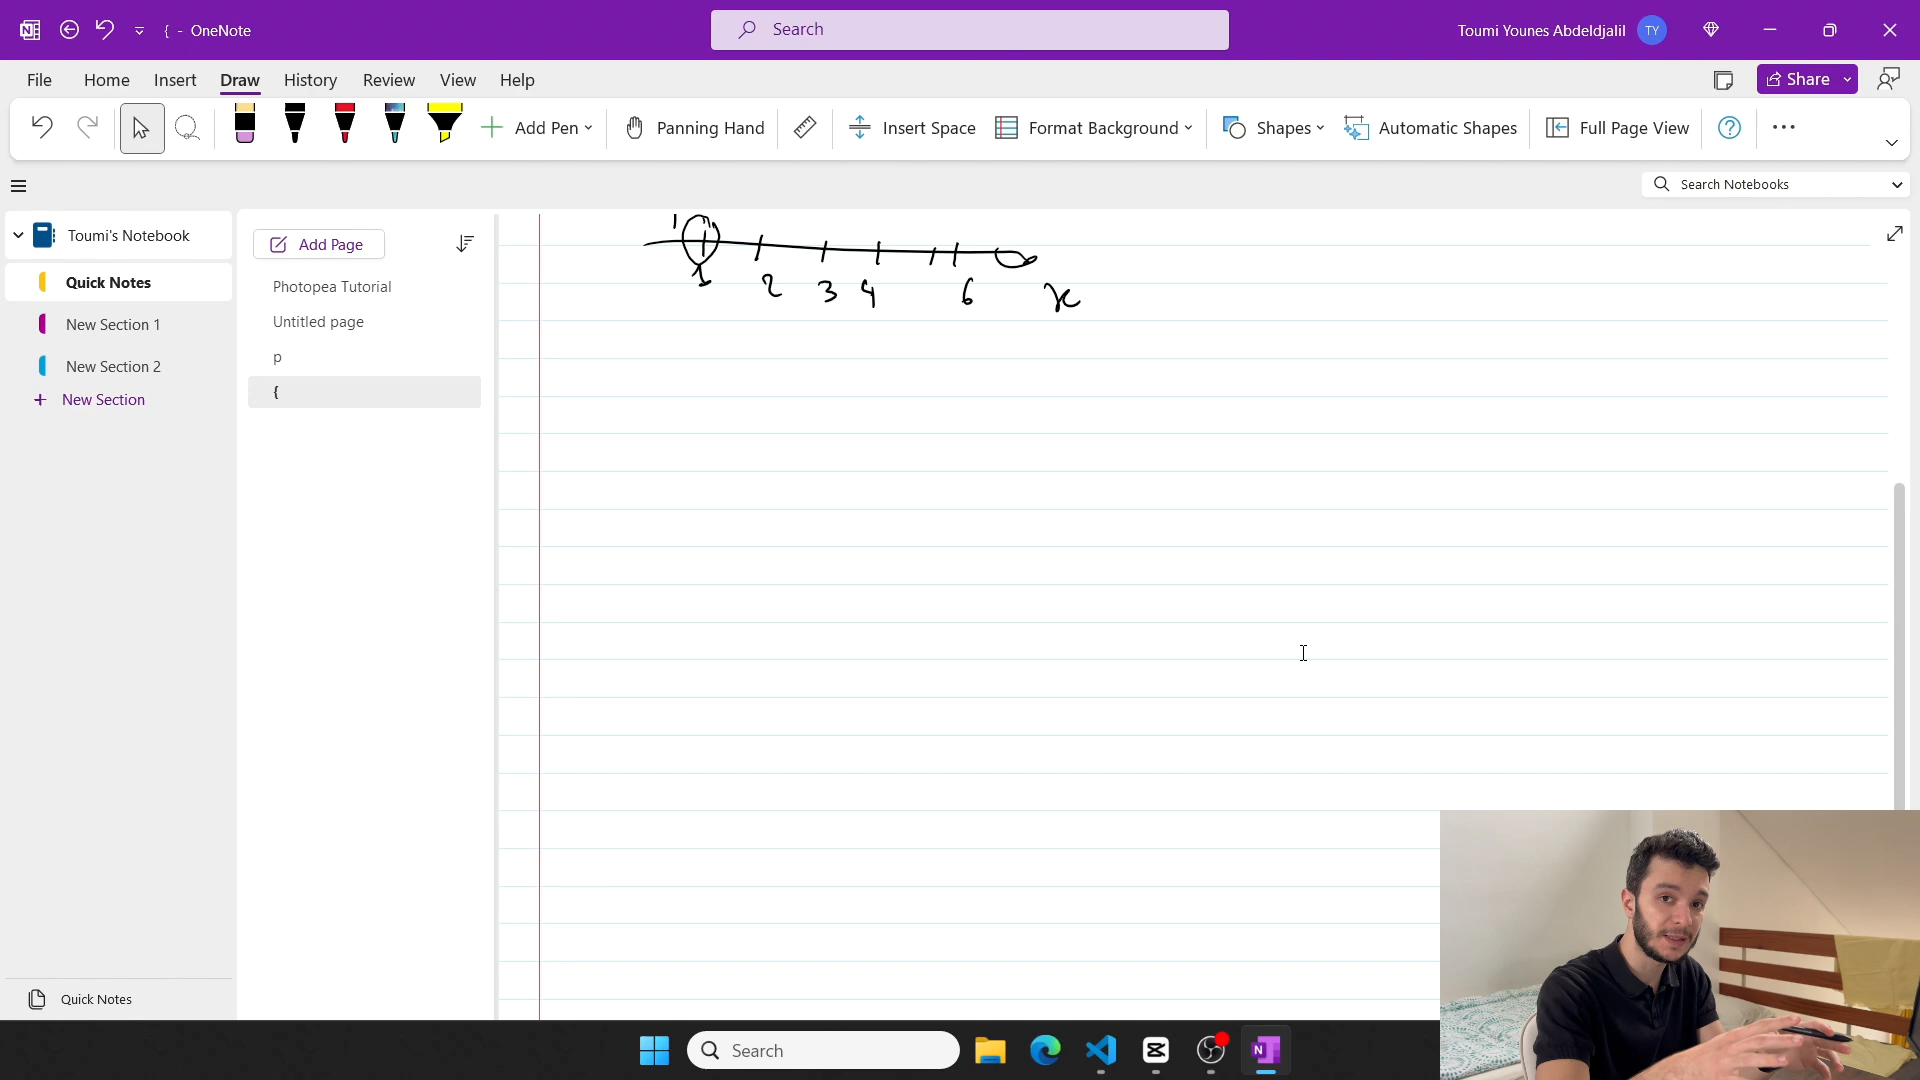 { - OneNote
Search
Toumi Younes Abdeldjalil
TY
File Home Insert Draw History Review View Help
Share
Add Pen
Panning Hand
Insert Space
Format Background
Shapes
Automatic Shapes
Full Page View
Search Notebooks
Toumi's Notebook
Quick Notes
New Section 1
New Section 2
+ New Section
Add Page
Photopea Tutorial
Untitled page
p
{
1 2 3 4 6 x
Quick Notes
Search